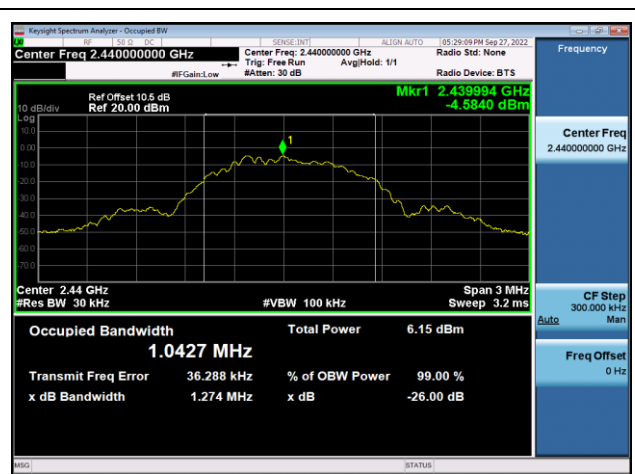 Keysight Spectrum Analyzer - Occupied BW
RF 50 Ω DC SENSE:INT ALIGN AUTO 05:29:09 PM Sep 27, 2022
Center Freq 2.440000000 GHz Center Freq: 2.440000000 GHz Radio Std: None Frequency
Trig: Free Run Avg|Hold: 1/1
#IFGain:Low #Atten: 30 dB Radio Device: BTS
Ref Offset 10.5 dB Mkr1 2.439994 GHz
10 dB/div Ref 20.00 dBm -4.5840 dBm
Log
10.0
0.00
-10.0
-20.0
-30.0
-40.0
-50.0
-60.0
-70.0
1
Center Freq
2.440000000 GHz
Center 2.44 GHz Span 3 MHz
#Res BW 30 kHz #VBW 100 kHz Sweep 3.2 ms
CF Step
300.000 kHz
Auto Man
Occupied Bandwidth Total Power 6.15 dBm
1.0427 MHz
Transmit Freq Error 36.288 kHz % of OBW Power 99.00 %
x dB Bandwidth 1.274 MHz x dB -26.00 dB
Freq Offset
0 Hz
MSG STATUS